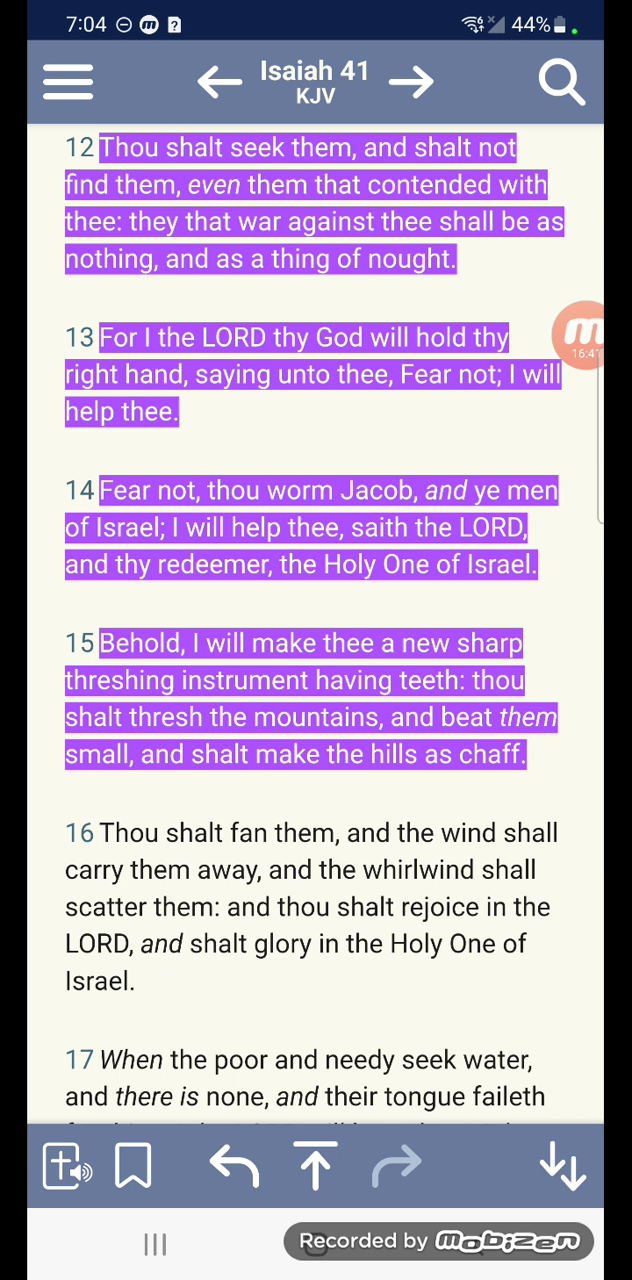 7:04 44%
Isaiah 41
KJV
12 Thou shalt seek them, and shalt not
find them, even them that contended with
thee: they that war against thee shall be as
nothing, and as a thing of nought.
13 For I the LORD thy God will hold thy
right hand, saying unto thee, Fear not; I will
help thee.
14 Fear not, thou worm Jacob, and ye men
of Israel; I will help thee, saith the LORD,
and thy redeemer, the Holy One of Israel.
15 Behold, I will make thee a new sharp
threshing instrument having teeth: thou
shalt thresh the mountains, and beat them
small, and shalt make the hills as chaff.
16 Thou shalt fan them, and the wind shall
carry them away, and the whirlwind shall
scatter them: and thou shalt rejoice in the
LORD, and shalt glory in the Holy One of
Israel.
17 When the poor and needy seek water,
and there is none, and their tongue faileth
Recorded by mobizen